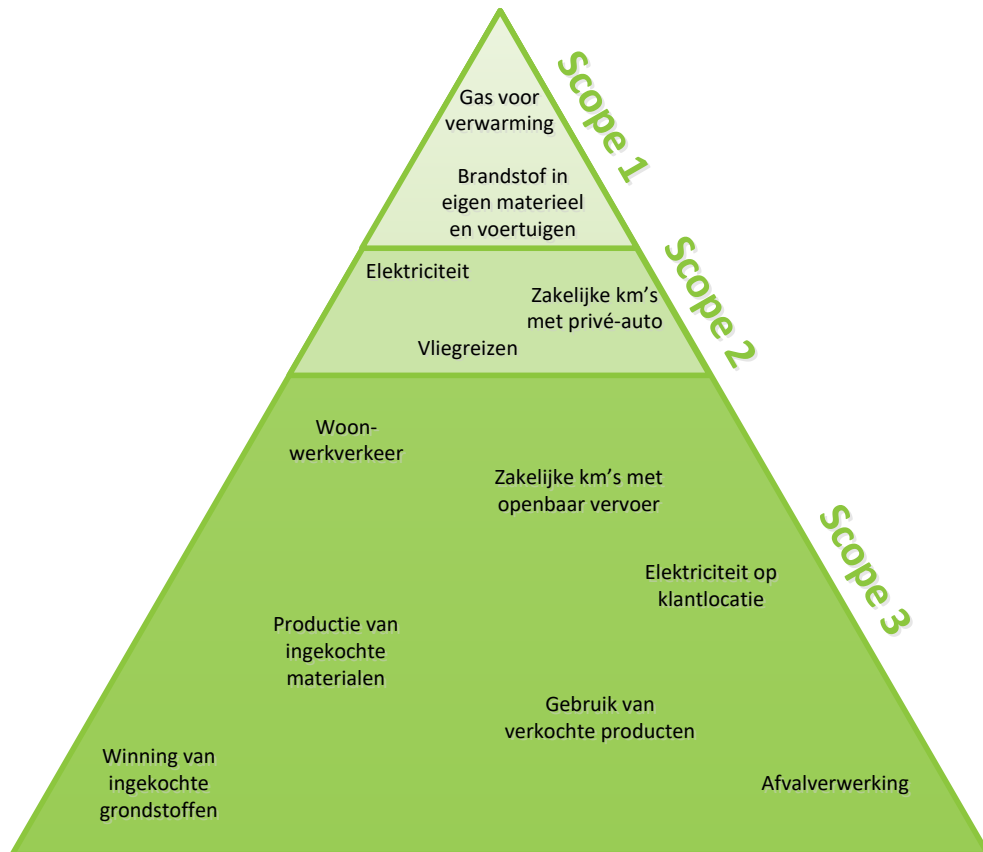 Scope 1
Gas voor
verwarming
Brandstof in
eigen materieel
en voertuigen
Scope 2
Elektriciteit
Zakelijke km's
met privé-auto
Vliegreizen
Scope 3
Woon-
werkverkeer
Zakelijke km's met
openbaar vervoer
Elektriciteit op
klantlocatie
Productie van
ingekochte
materialen
Gebruik van
verkochte producten
Winning van
ingekochte
grondstoffen
Afvalverwerking